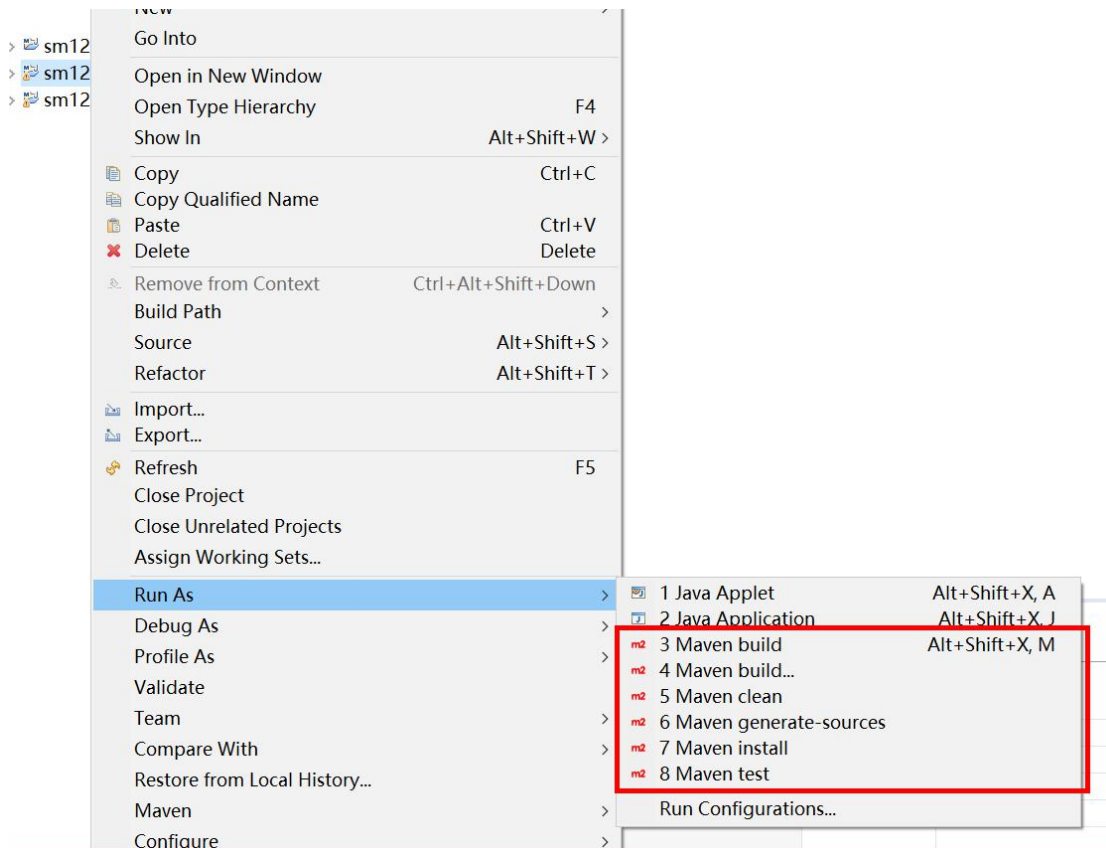 New
Go Into
sm12
sm12
Open in New Window
sm12
Open Type Hierarchy F4
Show In Alt+Shift+W >
Copy Ctrl+C
Copy Qualified Name
Paste Ctrl+V
Delete Delete
Remove from Context Ctrl+Alt+Shift+Down
Build Path >
Source Alt+Shift+S >
Refactor Alt+Shift+T >
Import...
Export...
Refresh F5
Close Project
Close Unrelated Projects
Assign Working Sets...
Run As >
Debug As >
Profile As >
Validate
Team >
Compare With >
Restore from Local History...
Maven >
Configure >
1 Java Applet Alt+Shift+X, A
2 Java Application Alt+Shift+X, J
m2 3 Maven build Alt+Shift+X, M
m2 4 Maven build...
m2 5 Maven clean
m2 6 Maven generate-sources
m2 7 Maven install
m2 8 Maven test
Run Configurations...